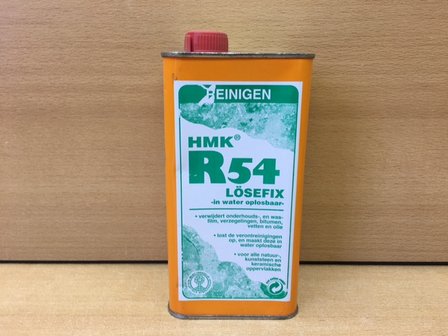 REINIGEN
HMK®
R54
LÖSEFIX
-in water oplosbaar-
• verwijdert onderhouds-, en was-
film, verzegelingen, bitumen,
vetten en olie
• lost de verontreinigingen
op, en maakt deze in
water oplosbaar
• voor alle natuur-,
kunststeen en
keramische
oppervlakken